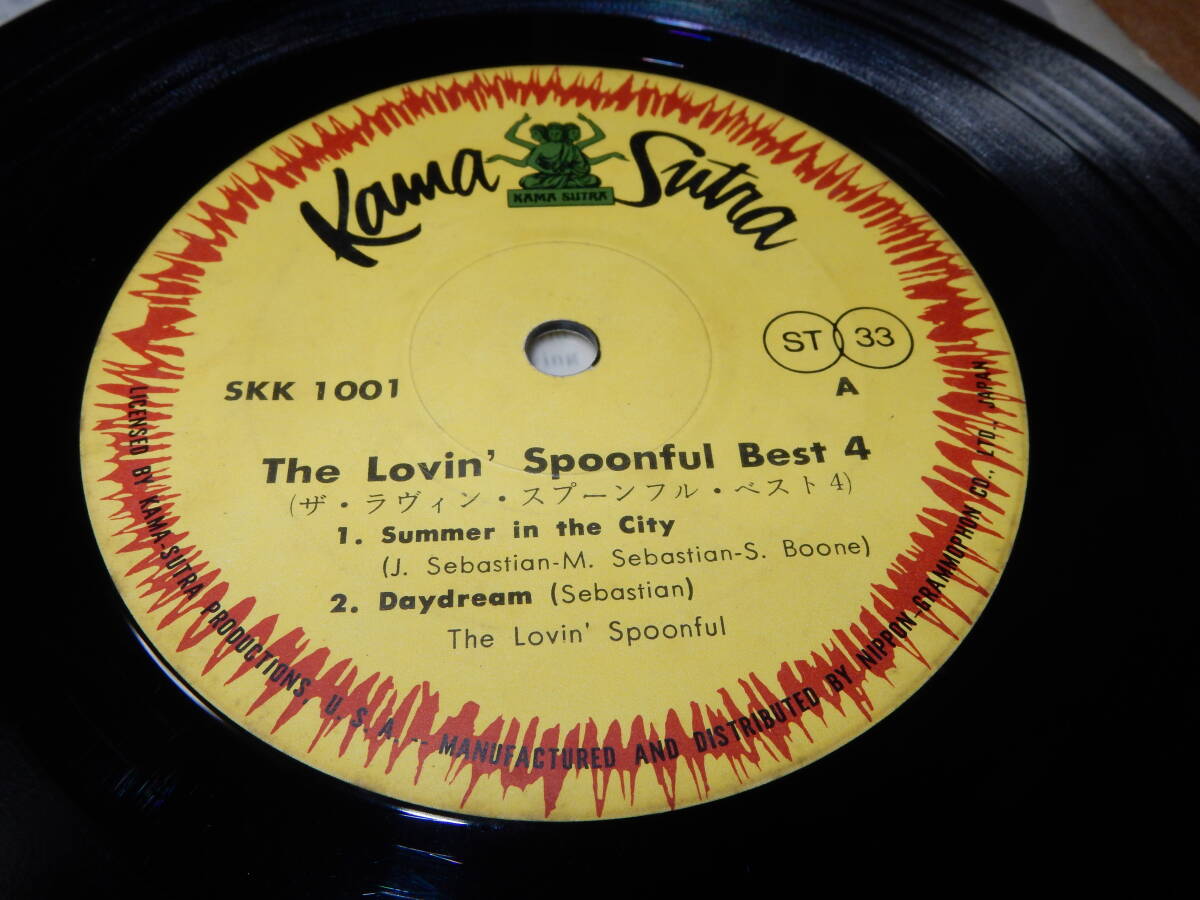 Kama Sutra
KAMA SUTRA
ST 33
SKK 1001
A
The Lovin' Spoonful Best 4
(ザ・ラヴィン・スプーンフル・ベスト4)
1. Summer in the City
(J. Sebastian-M. Sebastian-S. Boone)
2. Daydream (Sebastian)
The Lovin' Spoonful
LICENSED BY KAMA-SUTRA PRODUCTIONS. U. S. A. -- MANUFACTURED AND DISTRIBUTED BY NIPPON-GRAMMOPHON CO., LTD., JAPAN